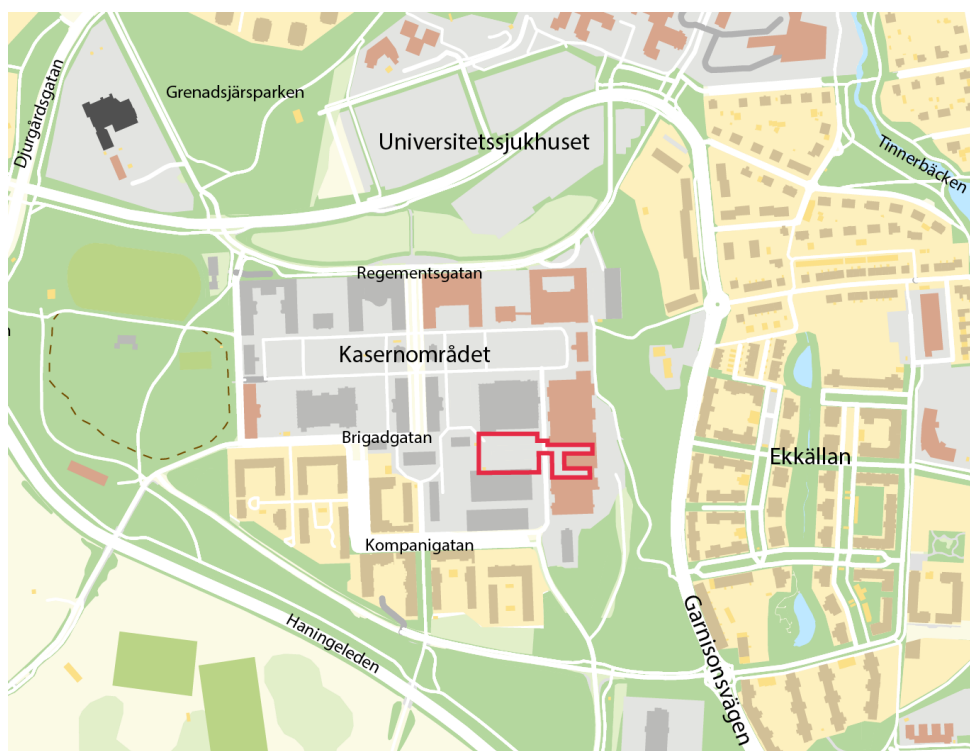 Djurgårdsgatan
Grenadsjärsparken
Universitetssjukhuset
Tinnerbäcken
Regementsgatan
Kasernområdet
Brigadgatan
Ekkällan
Kompanigatan
Haningeleden
Garnisonsvägen